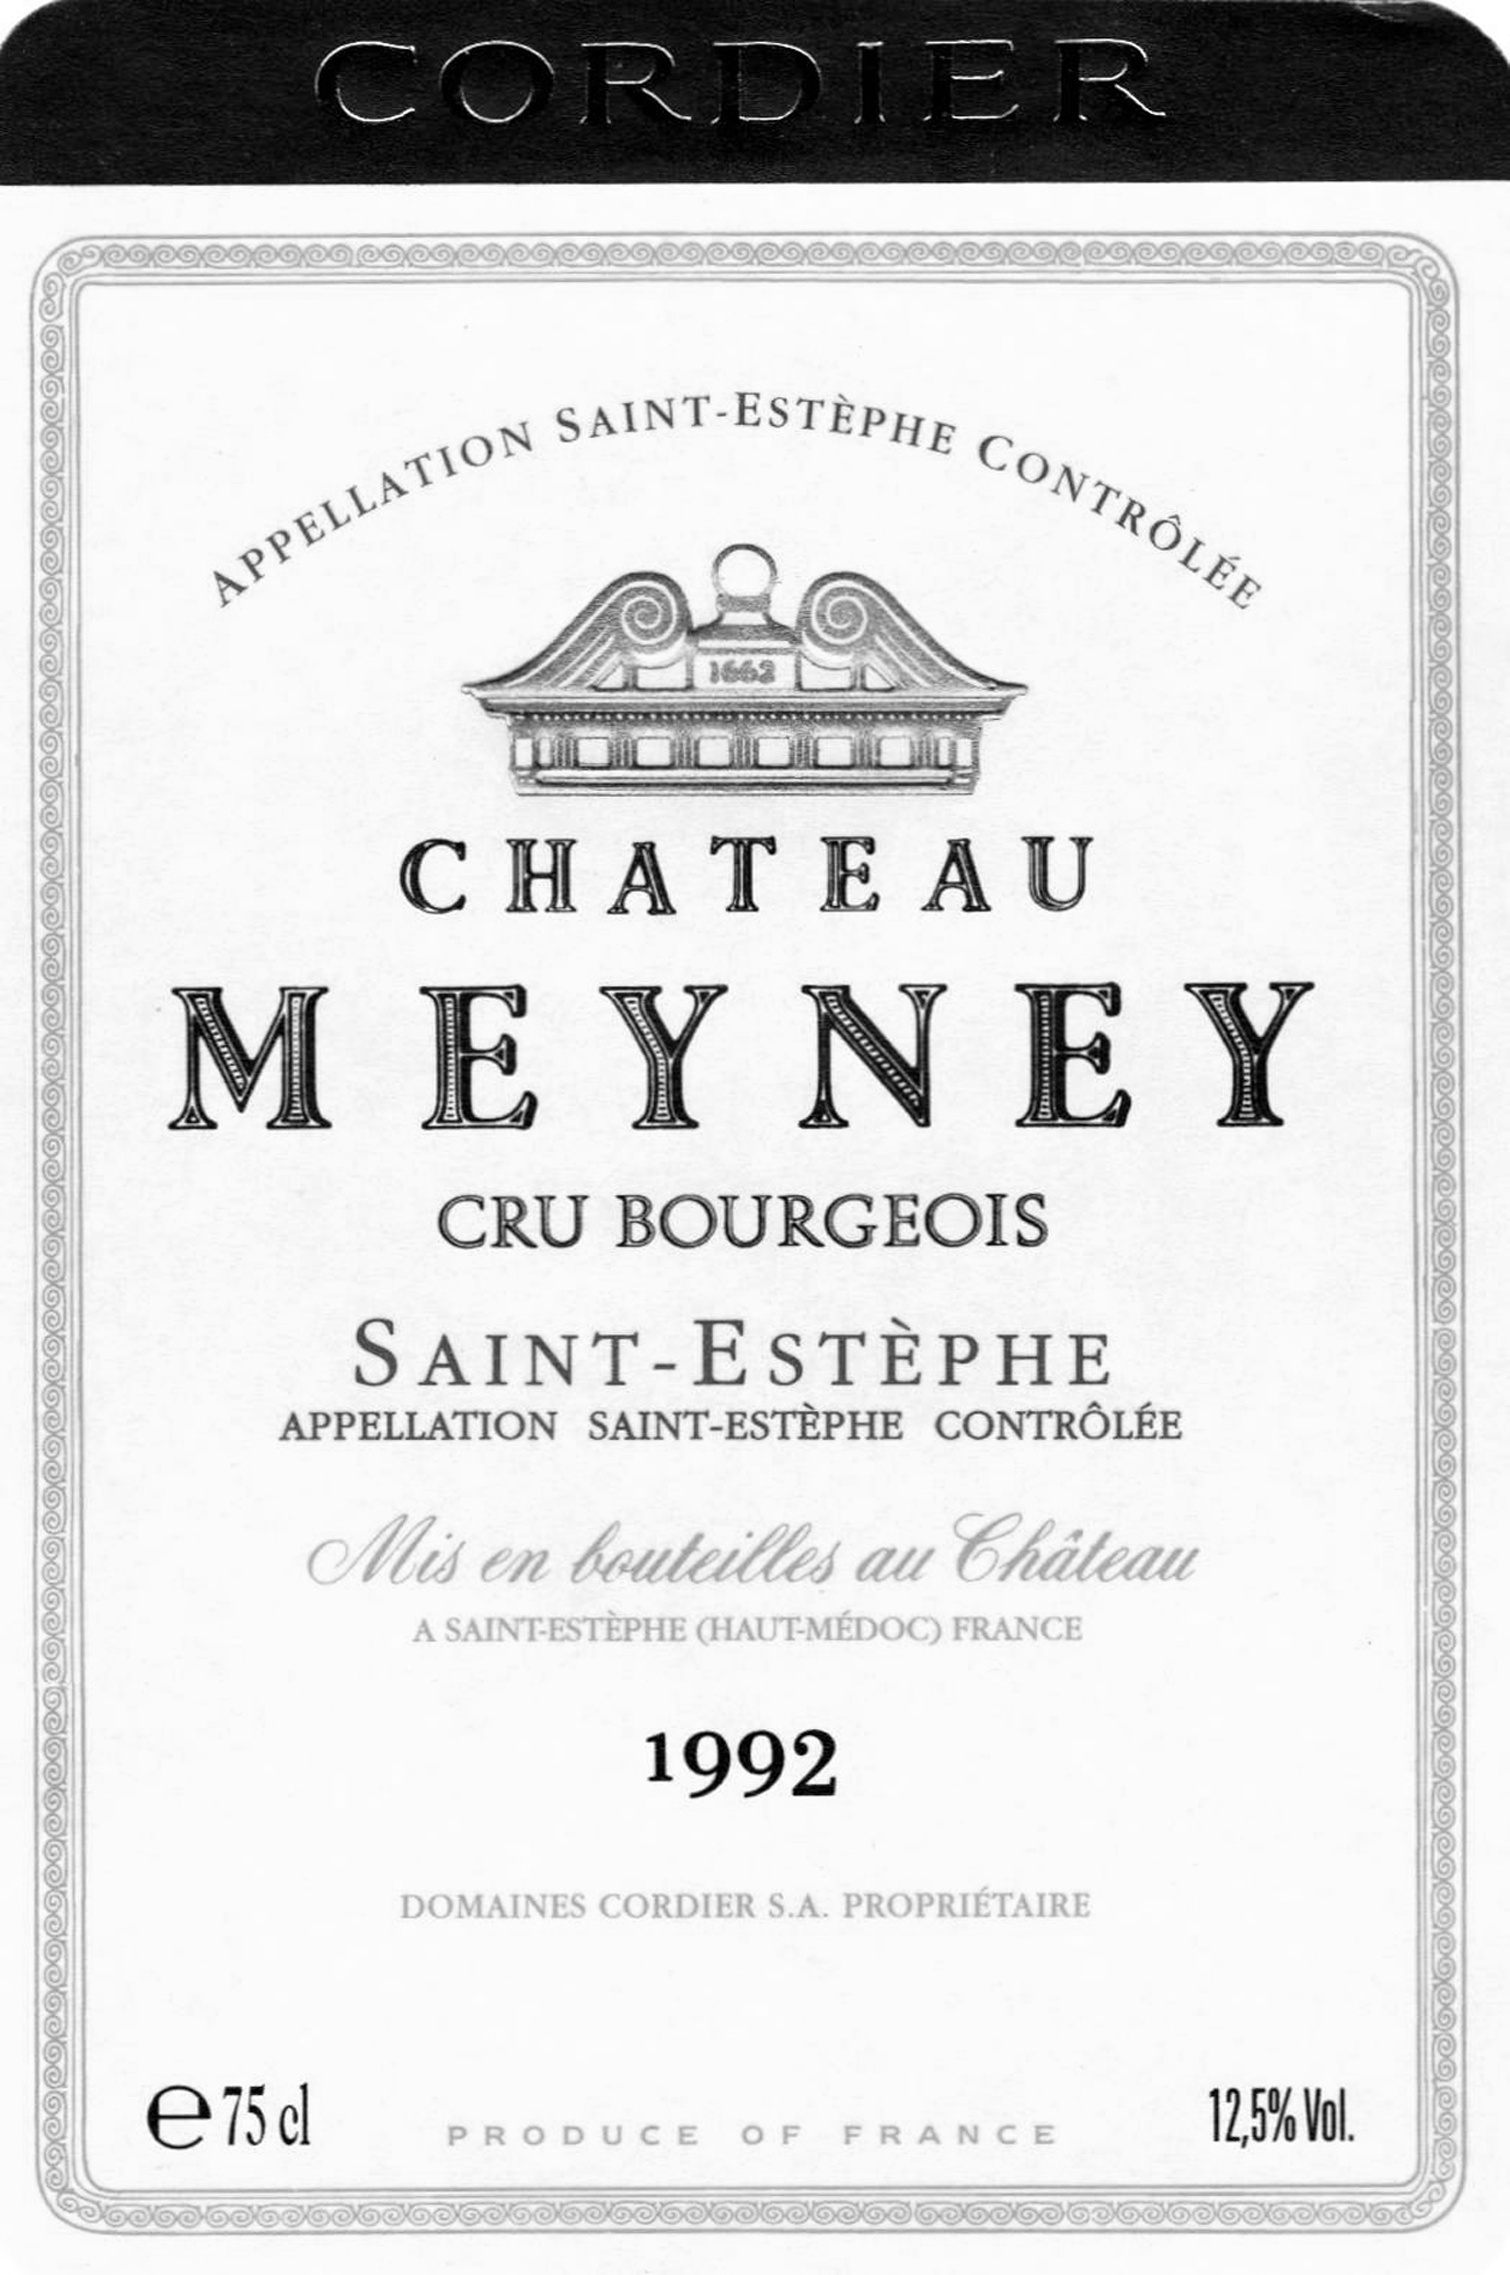 CORDIER
APPELLATION SAINT-ESTÈPHE CONTRÔLÉE
1662
CHATEAU
MEYNEY
CRU BOURGEOIS
SAINT-ESTÈPHE
APPELLATION SAINT-ESTÈPHE CONTRÔLÉE
Mis en bouteilles au Château
A SAINT-ESTÈPHE (HAUT-MÉDOC) FRANCE
1992
DOMAINES CORDIER S.A. PROPRIÉTAIRE
℮ 75 cl
PRODUCE OF FRANCE
12,5% Vol.